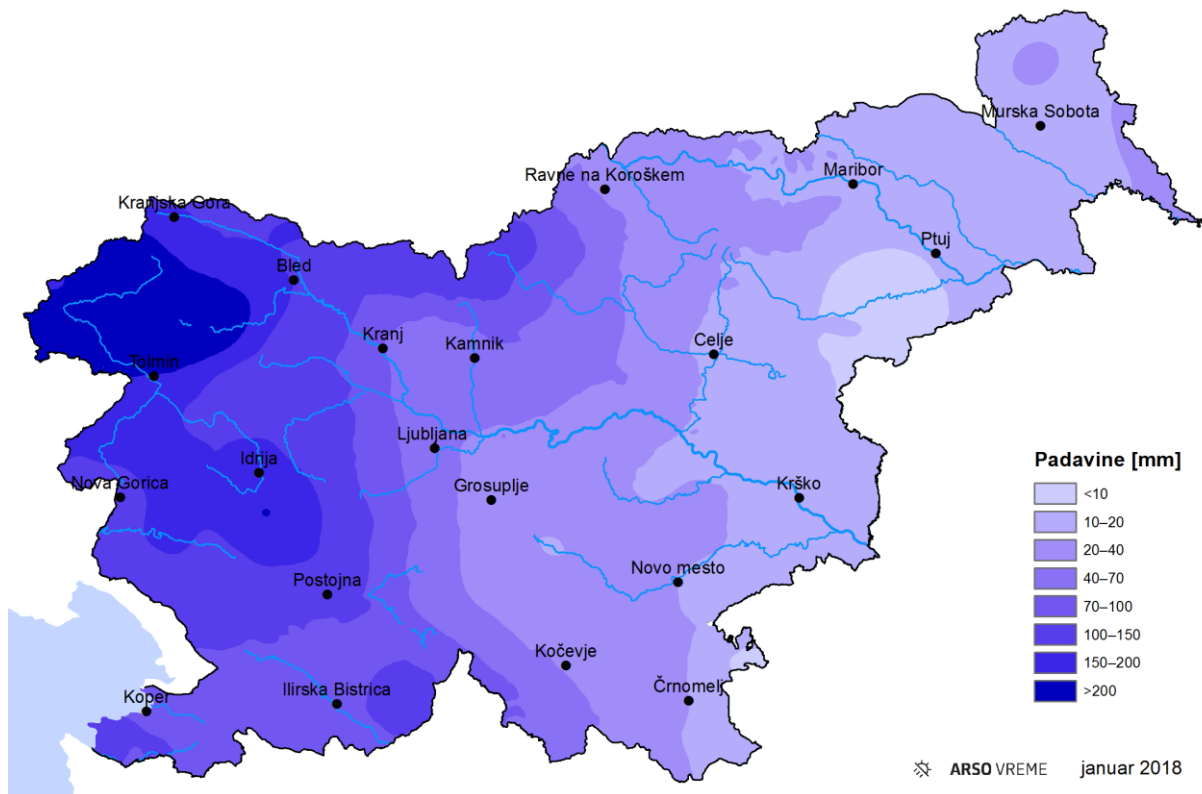 Murska Sobota
Ravne na Koroškem
Maribor
Kranjska Gora
Ptuj
Bled
Kranj
Kamnik
Celje
Tolmin
Ljubljana
Idrija
Nova Gorica
Grosuplje
Krško
Postojna
Novo mesto
Kočevje
Koper
Ilirska Bistrica
Črnomelj
Padavine [mm]
<10
10–20
20–40
40–70
70–100
100–150
150–200
>200
ARSO VREME januar 2018